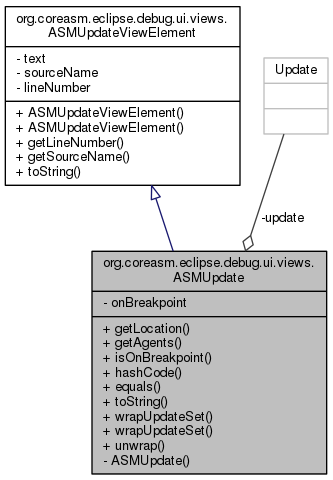 org.coreasm.eclipse.debug.ui.views.
ASMUpdateViewElement
- text
- sourceName
- lineNumber
+ ASMUpdateViewElement()
+ ASMUpdateViewElement()
+ getLineNumber()
+ getSourceName()
+ toString()
Update
-update
org.coreasm.eclipse.debug.ui.views.
ASMUpdate
- onBreakpoint
+ getLocation()
+ getAgents()
+ isOnBreakpoint()
+ hashCode()
+ equals()
+ toString()
+ wrapUpdateSet()
+ wrapUpdateSet()
+ unwrap()
- ASMUpdate()